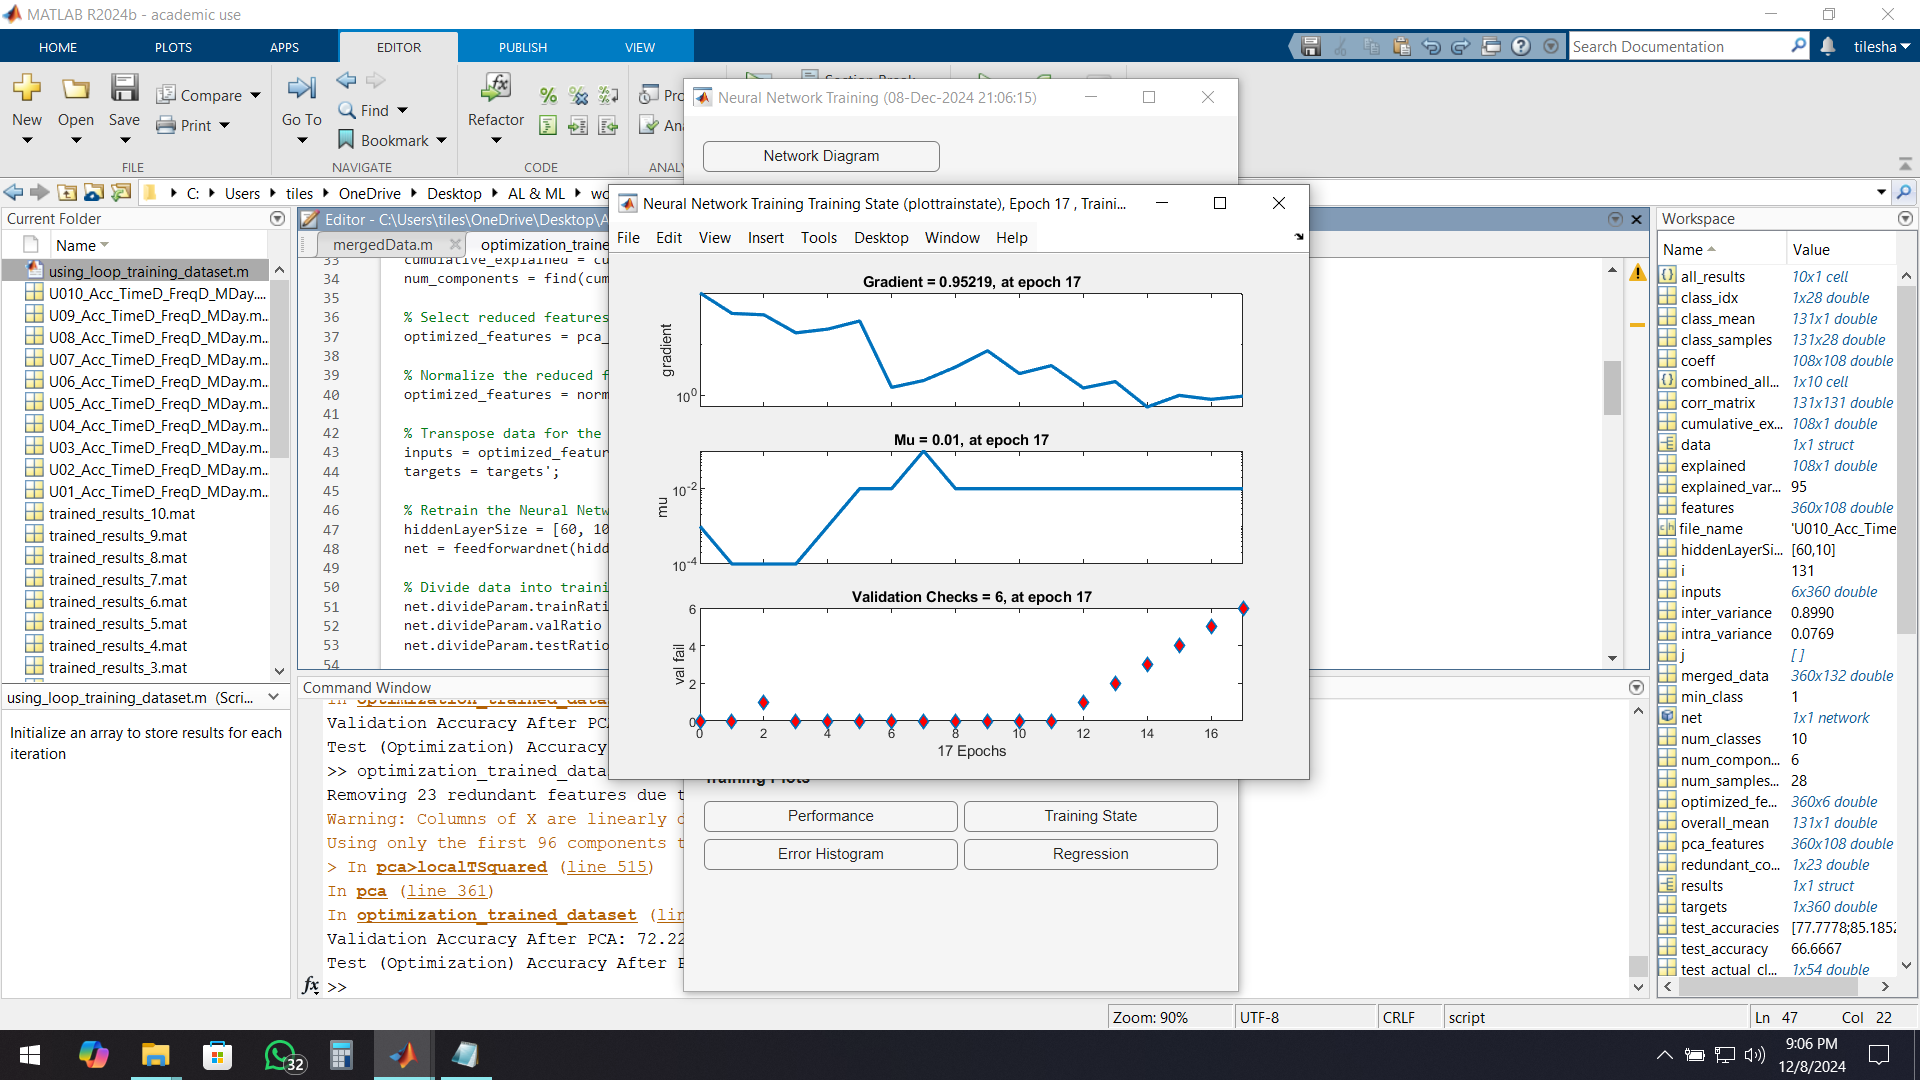 MATLAB R2024b - academic use
HOME PLOTS APPS EDITOR PUBLISH VIEW
Search Documentation
tilesha
New
Open
Save
Compare
Print
FILE
Go To
Find
Bookmark
NAVIGATE
Refactor
CODE
C: Users tiles OneDrive Desktop AL & ML
Current Folder
Name
using_loop_training_dataset.m
U010_Acc_TimeD_FreqD_MDay....
U09_Acc_TimeD_FreqD_MDay.m...
U08_Acc_TimeD_FreqD_MDay.m...
U07_Acc_TimeD_FreqD_MDay.m...
U06_Acc_TimeD_FreqD_MDay.m...
U05_Acc_TimeD_FreqD_MDay.m...
U04_Acc_TimeD_FreqD_MDay.m...
U03_Acc_TimeD_FreqD_MDay.m...
U02_Acc_TimeD_FreqD_MDay.m...
U01_Acc_TimeD_FreqD_MDay.m...
trained_results_10.mat
trained_results_9.mat
trained_results_8.mat
trained_results_7.mat
trained_results_6.mat
trained_results_5.mat
trained_results_4.mat
trained_results_3.mat
using_loop_training_dataset.m (Scri...
Initialize an array to store results for each
iteration
Editor - C:\Users\tiles\OneDrive\Desktop\A
mergedData.m
optimization_traine
33 cumulative_explained = cu
34 num_components = find(cum
35
36 % Select reduced features
37 optimized_features = pca_
38
39 % Normalize the reduced f
40 optimized_features = norm
41
42 % Transpose data for the
43 inputs = optimized_featur
44 targets = targets';
45
46 % Retrain the Neural Netw
47 hiddenLayerSize = [60, 10
48 net = feedforwardnet(hidd
49
50 % Divide data into traini
51 net.divideParam.trainRati
52 net.divideParam.valRatio
53 net.divideParam.testRatio
54
Command Window
In optimization_trained_data
Validation Accuracy After PC
Test (Optimization) Accuracy
>> optimization_trained_data
Removing 23 redundant features due t
Warning: Columns of X are linearly
Using only the first 96 components t
> In pca>localTSquared (line 515)
In pca (line 361)
In optimization_trained_dataset (lin
Validation Accuracy After PCA: 72.22
Test (Optimization) Accuracy After P
fx >>
Neural Network Training (08-Dec-2024 21:06:15)
Network Diagram
Neural Network Training Training State (plottrainstate), Epoch 17 , Traini...
File Edit View Insert Tools Desktop Window Help
Gradient = 0.95219, at epoch 17
gradient
10^0
Mu = 0.01, at epoch 17
mu
10^-2
10^-4
Validation Checks = 6, at epoch 17
val fail
6
4
2
0
0 2 4 6 8 10 12 14 16
17 Epochs
Training Plots
Performance
Training State
Error Histogram
Regression
Workspace
Name Value
all_results 10x1 cell
class_idx 1x28 double
class_mean 131x1 double
class_samples 131x28 double
coeff 108x108 double
combined_all... 1x10 cell
corr_matrix 131x131 double
cumulative_ex... 108x1 double
data 1x1 struct
explained 108x1 double
explained_var... 95
features 360x108 double
file_name 'U010_Acc_Time
hiddenLayerSi... [60,10]
i 131
inputs 6x360 double
inter_variance 0.8990
intra_variance 0.0769
j []
merged_data 360x132 double
min_class 1
net 1x1 network
num_classes 10
num_compon... 6
num_samples... 28
optimized_fe... 360x6 double
overall_mean 131x1 double
pca_features 360x108 double
redundant_co... 1x23 double
results 1x1 struct
targets 1x360 double
test_accuracies [77.7778;85.1852
test_accuracy 66.6667
test_actual_cl... 1x54 double
Zoom: 90% UTF-8 CRLF script Ln 47 Col 22
32
9:06 PM
12/8/2024